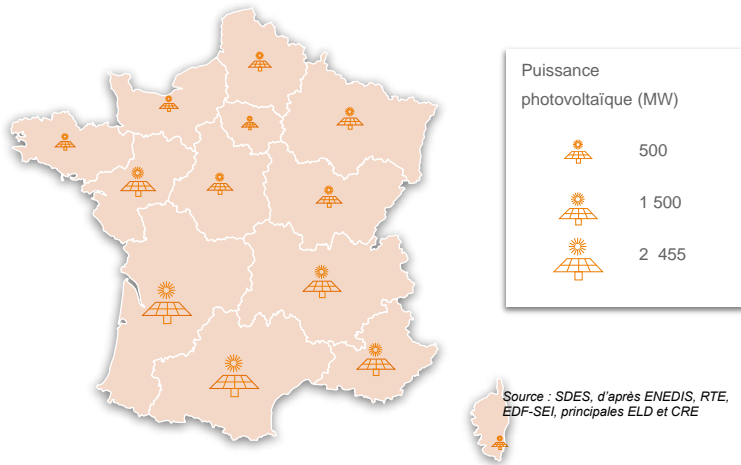 Puissance
photovoltaïque (MW)
500
1 500
2 455
Source : SDES, d'après ENEDIS, RTE,
EDF-SEI, principales ELD et CRE